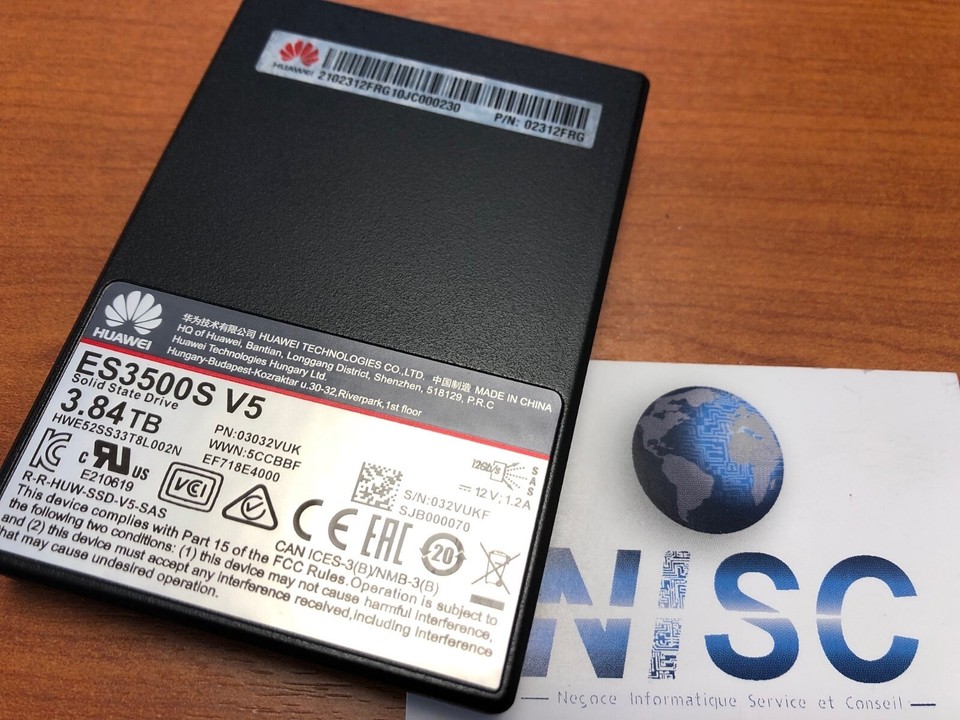 HUAWEI
2102312FRG10JC000230
P/N: 02312FRG
HUAWEI
华为技术有限公司 HUAWEI TECHNOLOGIES CO.,LTD. 中国制造 MADE IN CHINA
HQ of Huawei, Bantian, Longgang District, Shenzhen, 518129, P.R.C
Huawei Technologies Hungary Ltd.
Hungary-Budapest-Kozraktar u.30-32,Riverpark,1st floor
ES3500S V5
Solid State Drive
3.84TB
HWE52SS33T8L002N
PN:03032VUK
WWN:5CCBBF
EF718E4000
c RU US
E210619
R-R-HUW-SSD-V5-SAS
VCI
12Gb/s
SAS
12V; 1.2A
S/N:032VUKF
SJB000070
CE EAC 20
CAN ICES-3(B)/NMB-3(B)
This device complies with Part 15 of the FCC Rules. Operation is subject to
the following two conditions: (1) this device may not cause harmful interference,
and (2) this device must accept any interference received,including Interference
that may cause undesired operation.
NISC
Negoce Informatique Service et Conseil